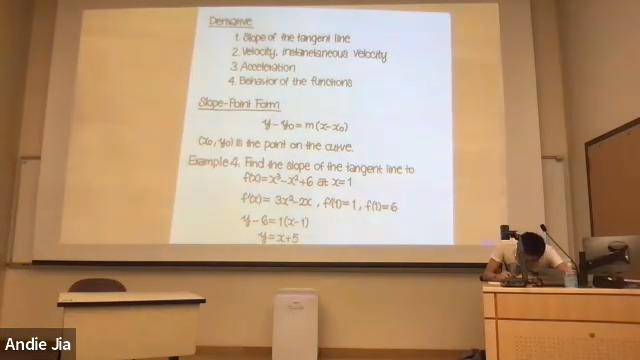 Derivative
1. Slope of the tangent line
2. Velocity, instantaneous velocity
3. Acceleration
4. Behavior of the functions
Slope-Point Form
y-y₀=m(x-x₀)
(x₀,y₀) is the point on the curve.
Example 4. Find the slope of the tangent line to
f(x)=x³-x²+6 at x=1
f'(x)= 3x²-2x, f'(1)=1, f(1)=6
y-6=1(x-1)
y=x+5
Andie Jia